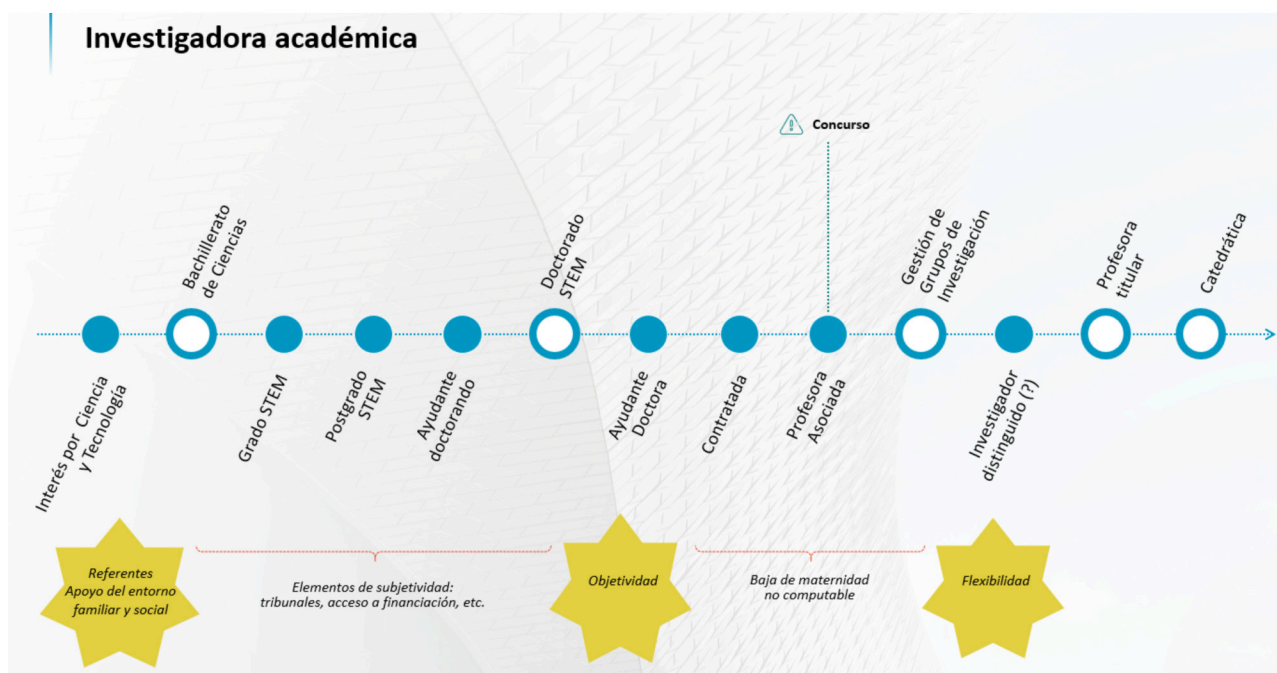 Investigadora académica
Concurso
Bachillerato
de Ciencias
Doctorado
STEM
Gestión de
Grupos de
Investigación
Profesora
titular
Catedrática
Interés por Ciencia
y Tecnología
Grado STEM
Postgrado
STEM
Ayudante
doctorando
Ayudante
Doctora
Contratada
Profesora
Asociada
Investigador
distinguido (?)
Referentes
Apoyo del entorno
familiar y social
Elementos de subjetividad:
tribunales, acceso a financiación, etc.
Objetividad
Baja de maternidad
no computable
Flexibilidad